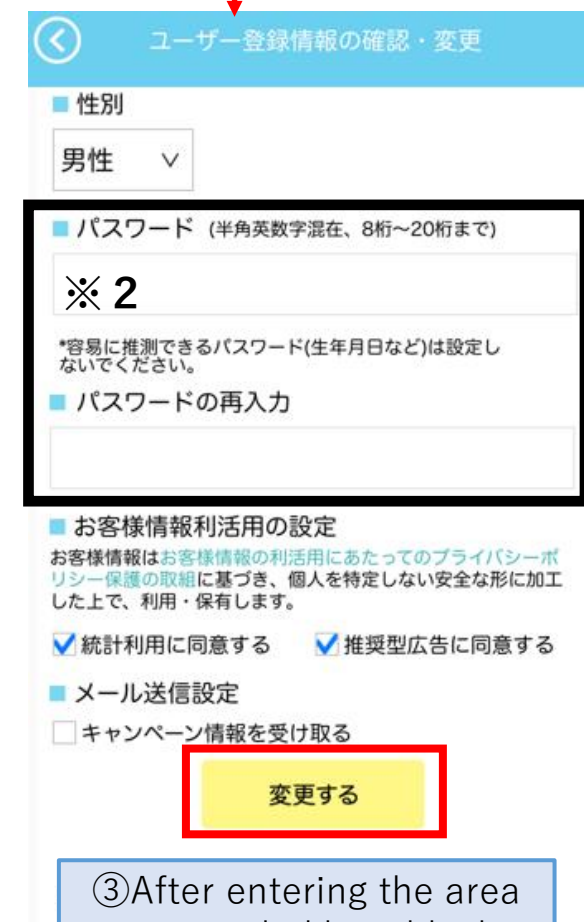 ユーザー登録情報の確認・変更
性別
男性
パスワード (半角英数字混在、8桁～20桁まで)
※2
*容易に推測できるパスワード(生年月日など)は設定し
ないでください。
パスワードの再入力
お客様情報利活用の設定
お客様情報はお客様情報の利活用にあたってのプライバシーポ
リシー保護の取組に基づき、個人を特定しない安全な形に加工
した上で、利用・保有します。
統計利用に同意する 推奨型広告に同意する
メール送信設定
キャンペーン情報を受け取る
変更する
③After entering the area